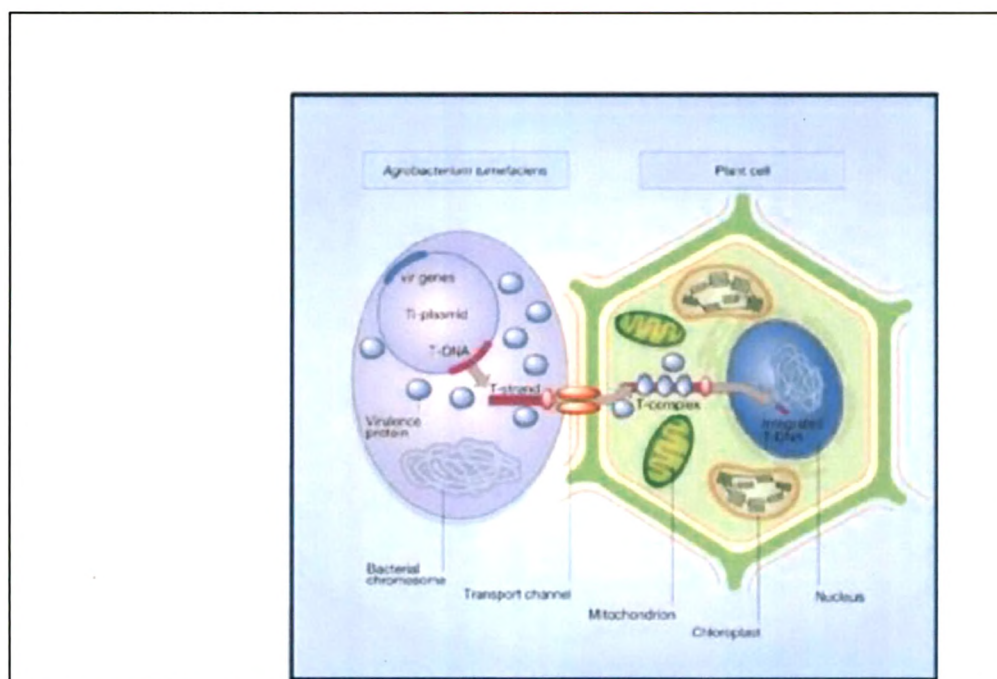 Agrobacterium tumefaciens
Plant cell
vir genes
Ti-plasmid
T-DNA
T-strand
T-complex
Virulence
protein
Integrated
T-DNA
Bacterial
chromosome
Transport channel
Mitochondrion
Chloroplast
Nucleus